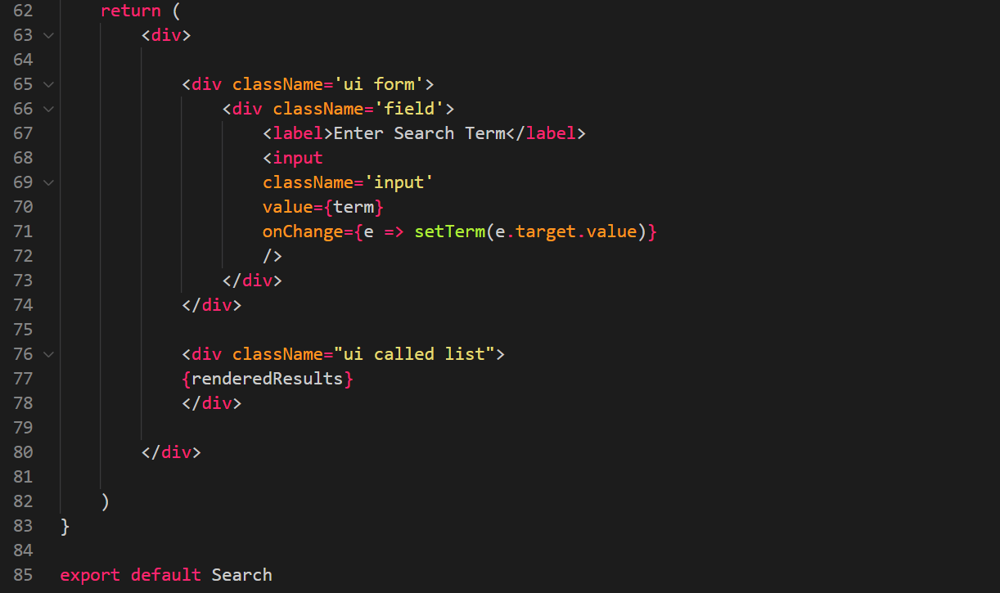 62 return (
63 <div>
64
65 <div className='ui form'>
66 <div className='field'>
67 <label>Enter Search Term</label>
68 <input
69 className='input'
70 value={term}
71 onChange={e => setTerm(e.target.value)}
72 />
73 </div>
74 </div>
75
76 <div className="ui called list">
77 {renderedResults}
78 </div>
79
80 </div>
81
82 )
83 }
84
85 export default Search